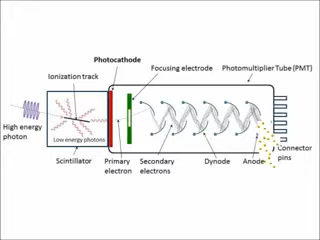 Photocathode
Focusing electrode
Photomultiplier Tube (PMT)
Ionization track
High energy
photon
Low energy photons
Scintillator
Primary
electron
Secondary
electrons
Dynode
Anode
Connector
pins